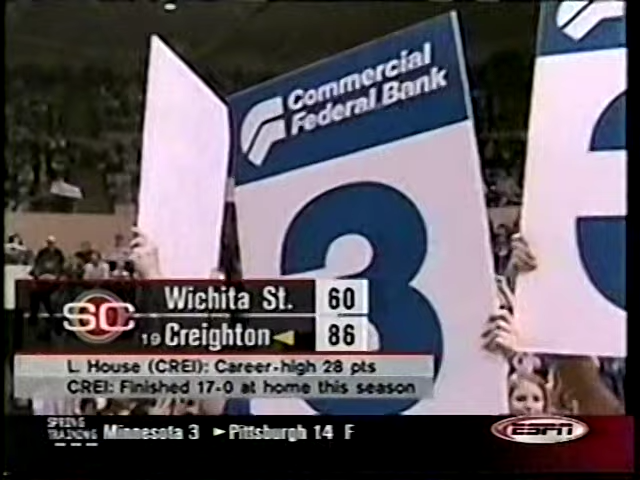 Commercial
Federal Bank
3
3
SC
Wichita St. 60
19 Creighton ◄ 86
L. House (CREI): Career-high 28 pts
CREI: Finished 17-0 at home this season
SPRING
TRAINING
Minnesota 3 ►Pittsburgh 14 F
ESPN